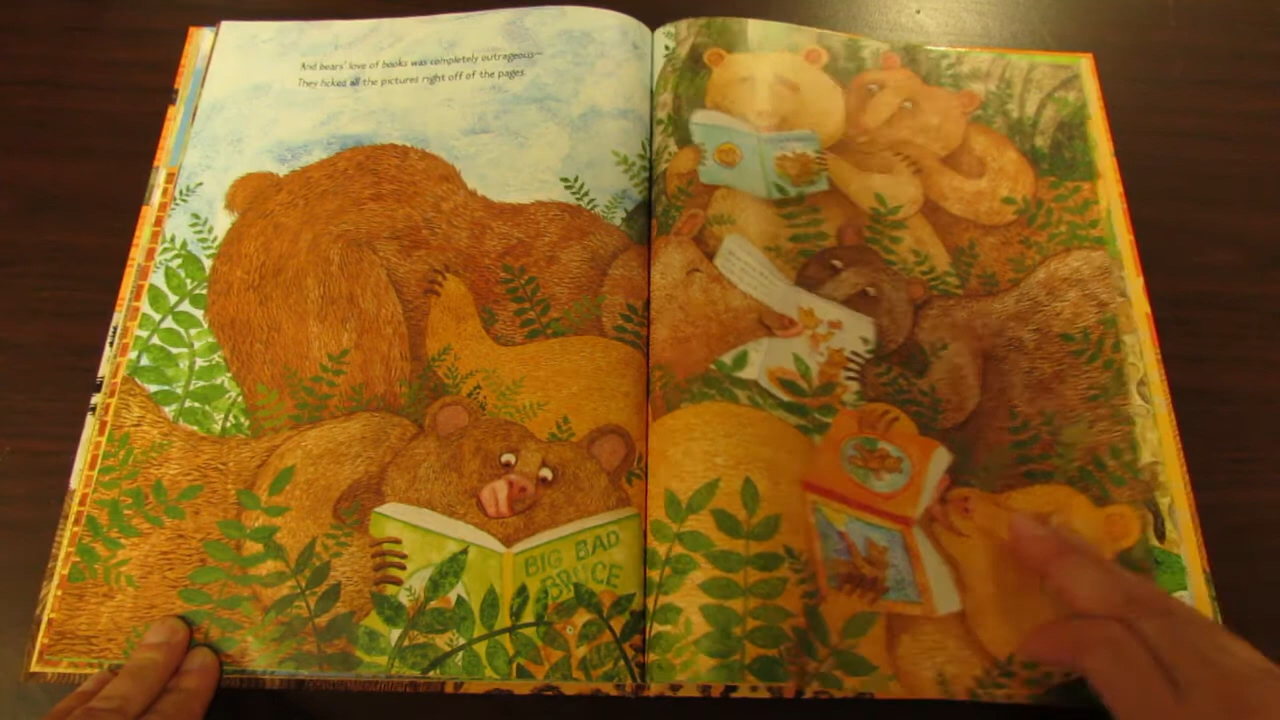 And bears' love of books was completely outrageous—
They licked all the pictures right off of the pages.
BIG BAD
BRUCE